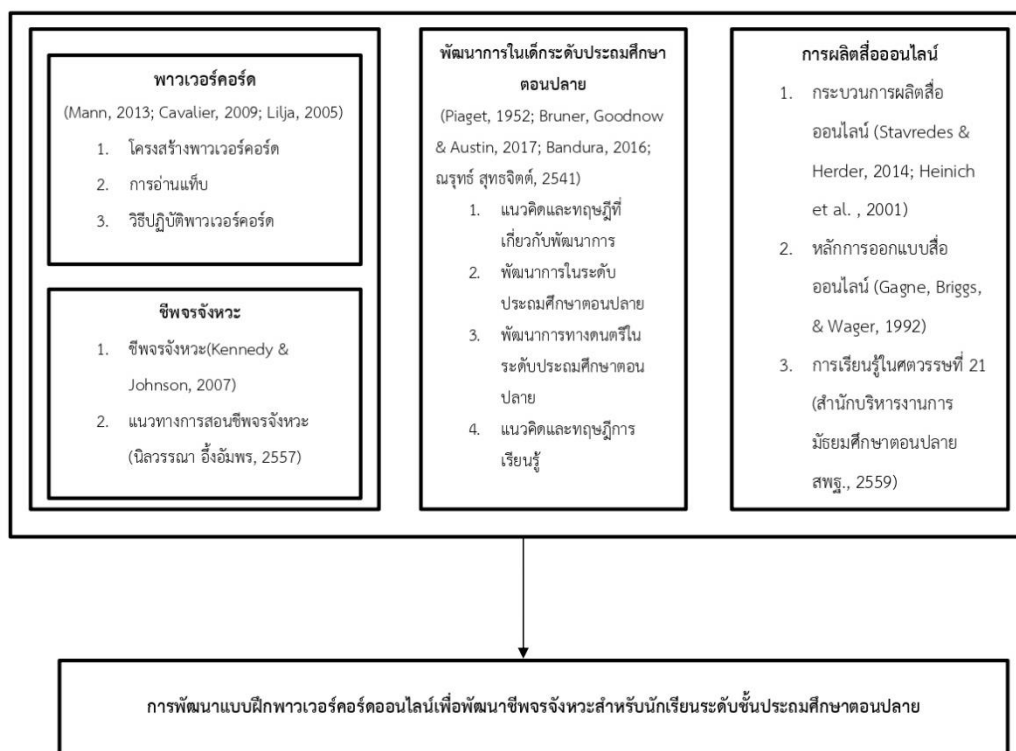 พาวเวอร์คอร์ด
(Mann, 2013; Cavalier, 2009; Lilja, 2005)
1. โครงสร้างพาวเวอร์คอร์ด
2. การอ่านแท็บ
3. วิธีปฏิบัติพาวเวอร์คอร์ด
ชีพจรจังหวะ
1. ชีพจรจังหวะ(Kennedy &
Johnson, 2007)
2. แนวทางการสอนชีพจรจังหวะ
(นิลวรรณา อึ้งอัมพร, 2557)
พัฒนาการในเด็กระดับประถมศึกษา
ตอนปลาย
(Piaget, 1952; Bruner, Goodnow
& Austin, 2017; Bandura, 2016;
ณรุทธ์ สุทธจิตต์, 2541)
1. แนวคิดและทฤษฎีที่
เกี่ยวกับพัฒนาการ
2. พัฒนาการในระดับ
ประถมศึกษาตอนปลาย
3. พัฒนาการทางดนตรีใน
ระดับประถมศึกษาตอน
ปลาย
4. แนวคิดและทฤษฎีการ
เรียนรู้
การผลิตสื่อออนไลน์
1. กระบวนการผลิตสื่อ
ออนไลน์ (Stavredes &
Herder, 2014; Heinich
et al. , 2001)
2. หลักการออกแบบสื่อ
ออนไลน์ (Gagne, Briggs,
& Wager, 1992)
3. การเรียนรู้ในศตวรรษที่ 21
(สำนักบริหารงานการ
มัธยมศึกษาตอนปลาย
สพฐ., 2559)
การพัฒนาแบบฝึกพาวเวอร์คอร์ดออนไลน์เพื่อพัฒนาชีพจรจังหวะสำหรับนักเรียนระดับชั้นประถมศึกษาตอนปลาย